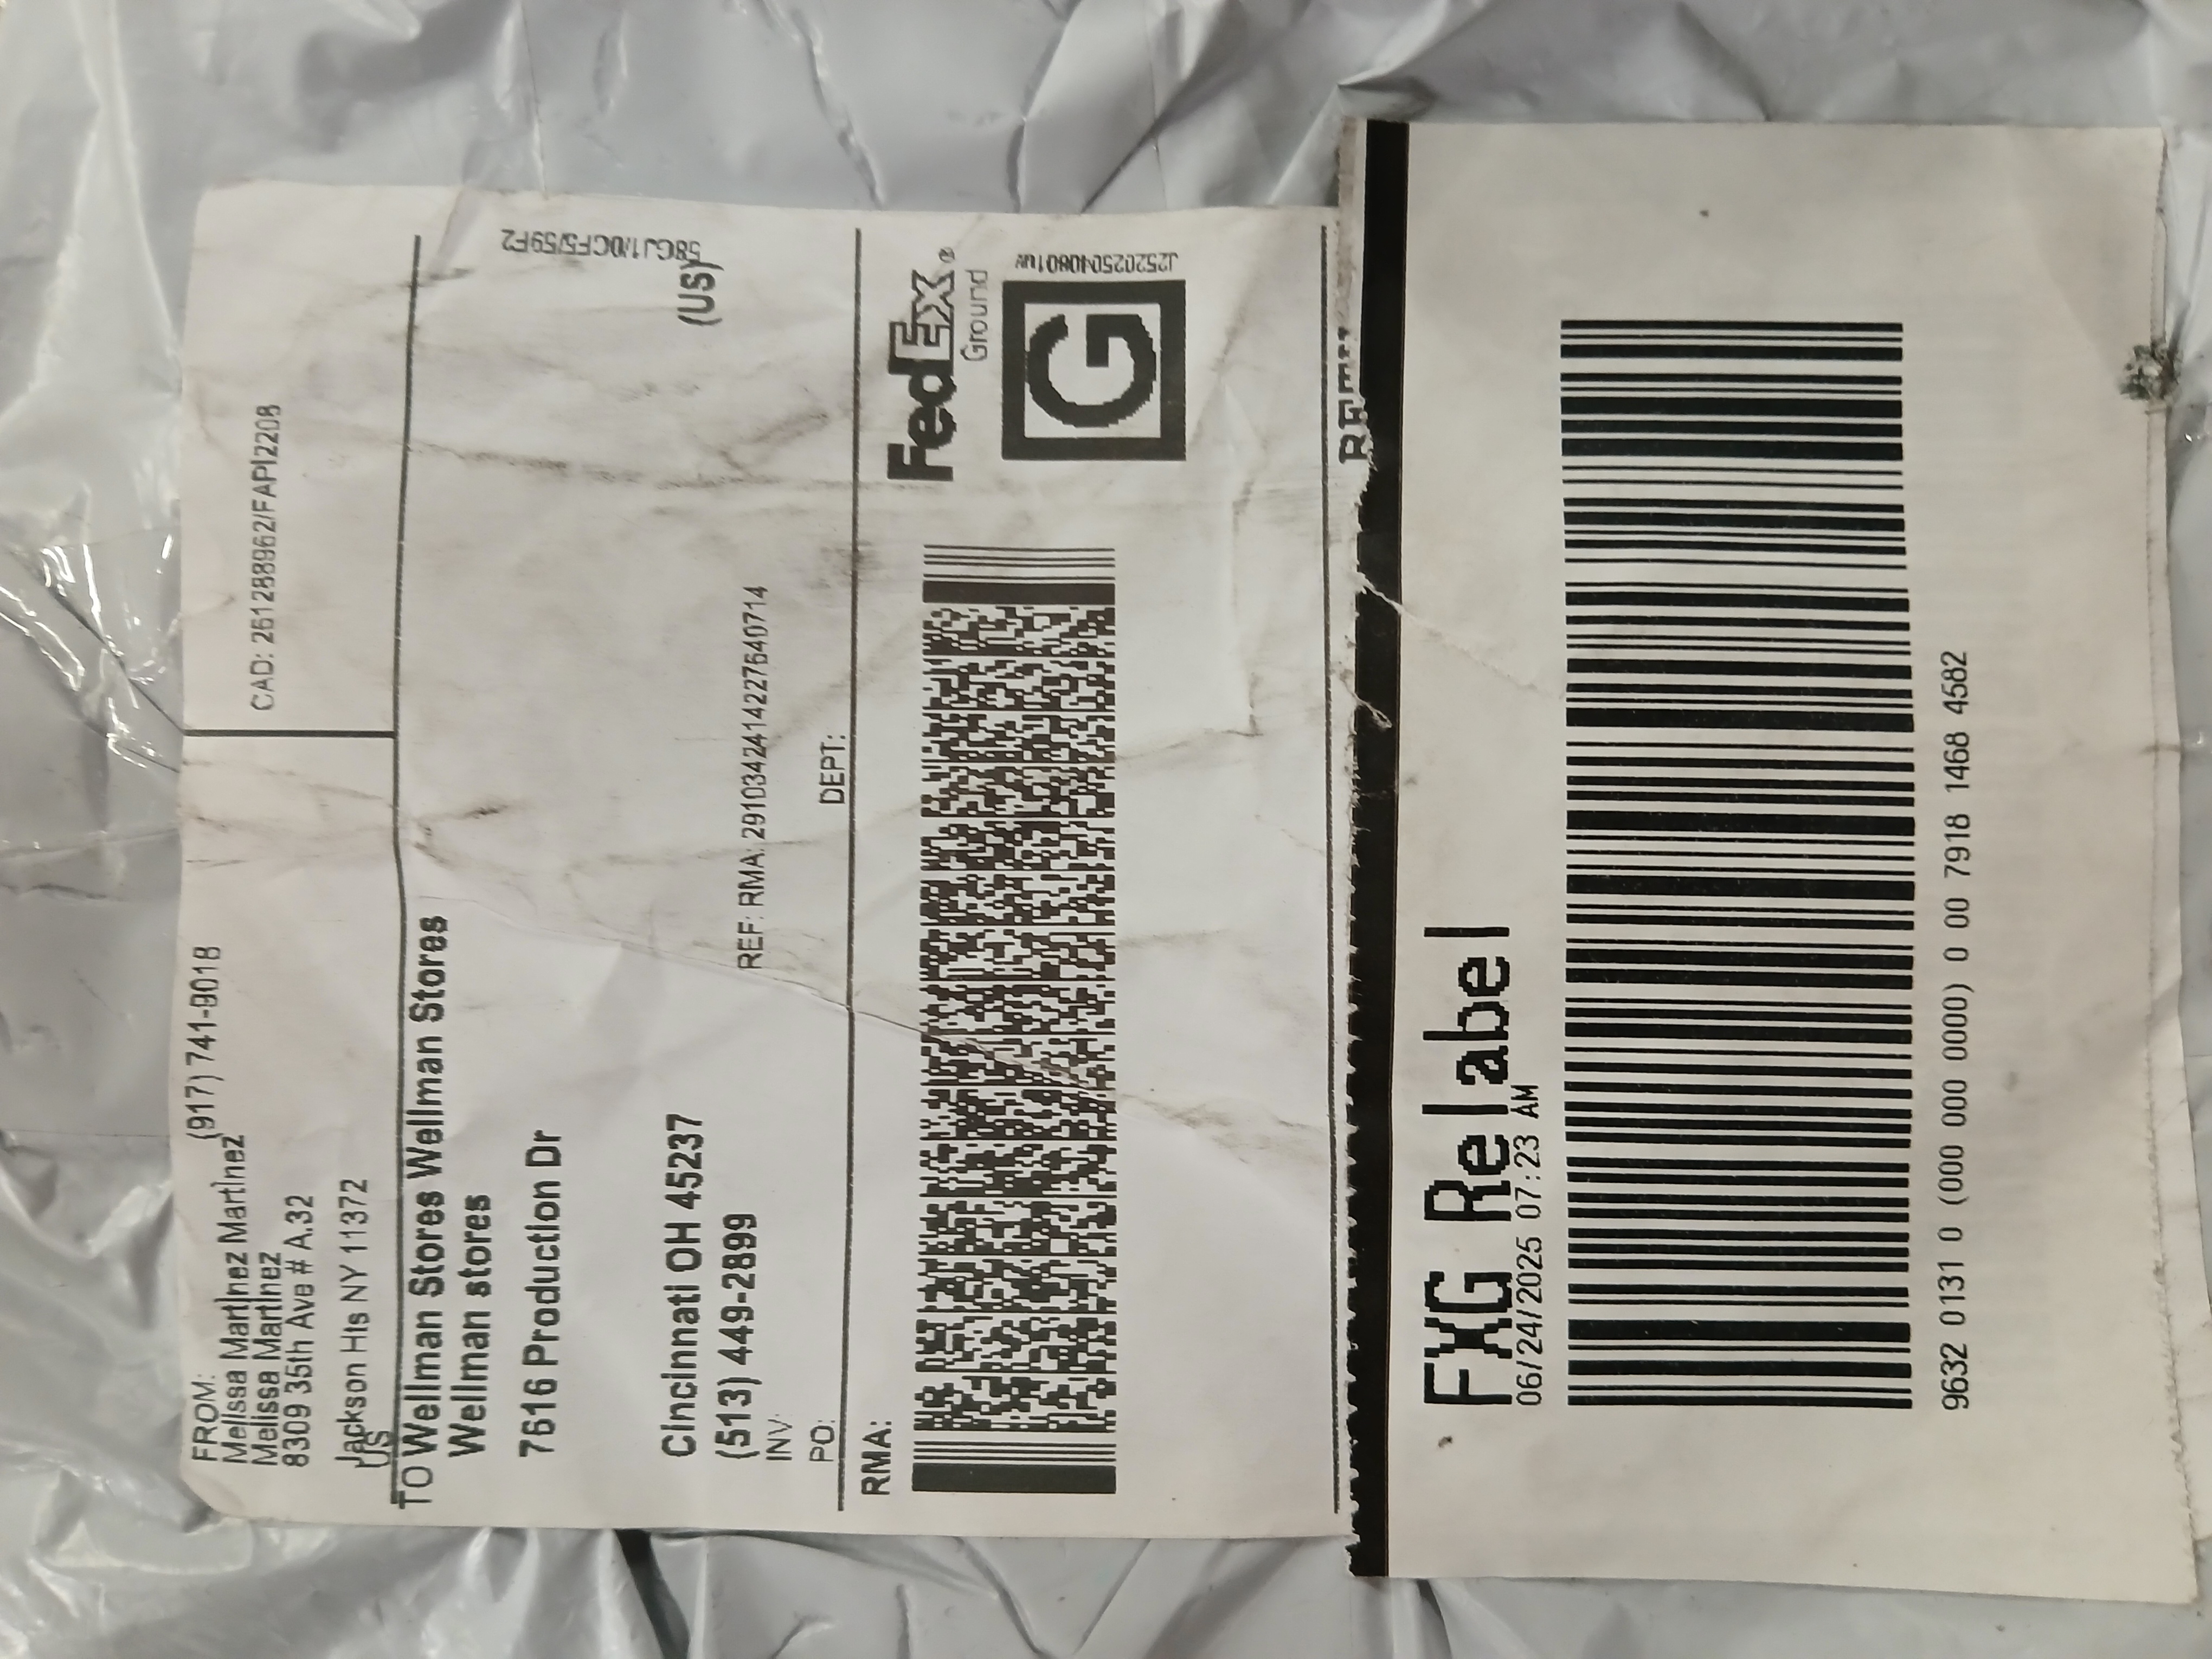 FROM:
(917) 741-9018
Melissa Martinez Martinez
Melissa Martinez
8309 35th Ave # A.32
Jackson Hts NY 11372
US
CAD: 261288962/FAPI2208
TO Wellman Stores Wellman Stores
Wellman stores
7616 Production Dr
Cincinnati OH 45237
(US)
(513) 449-2899
REF: RMA: 2910342414227640714
INV:
PO:
DEPT:
58GJ1/0CF5/59F2
RMA:
FedEx®
Ground
G
FXG Relabel
06/24/2025 07:23 AM
9632 0131 0 (000 000 0000) 0 00 7918 1468 4582